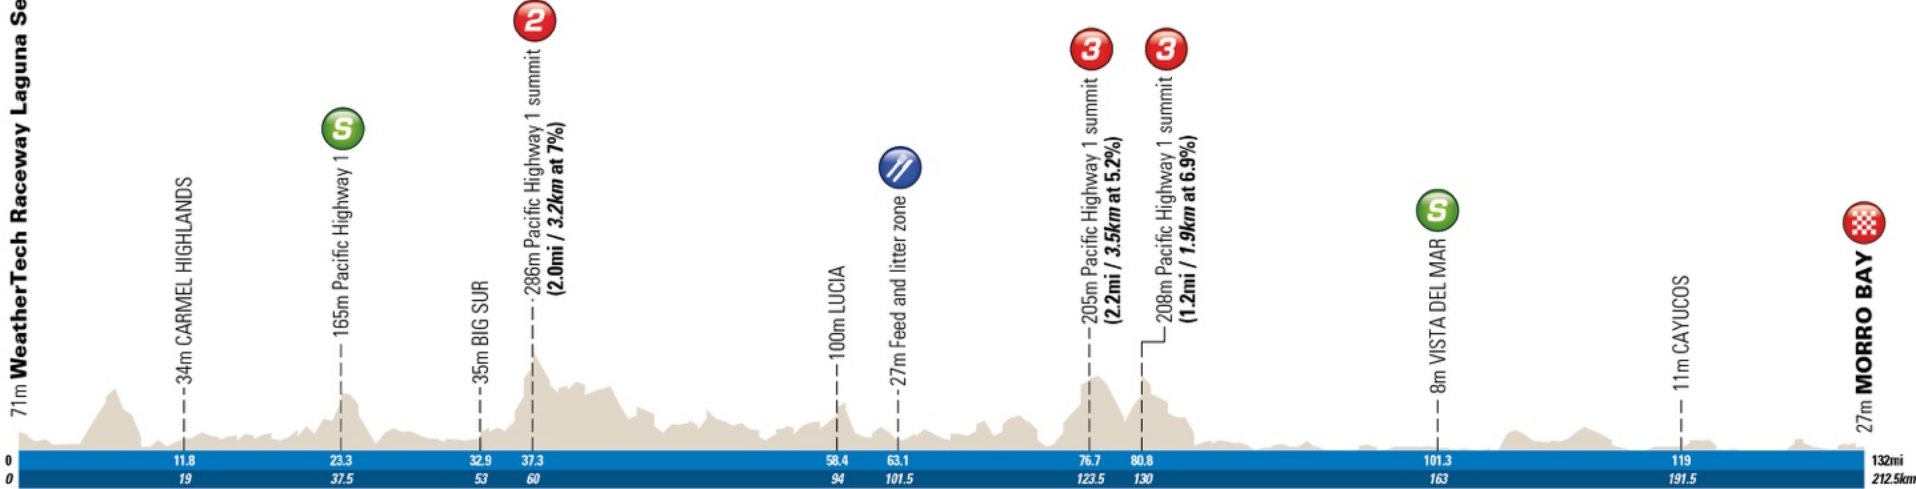 71m WeatherTech Raceway Laguna Se
34m CARMEL HIGHLANDS
S
165m Pacific Highway 1
35m BIG SUR
2
286m Pacific Highway 1 summit
(2.0mi / 3.2km at 7%)
100m LUCIA
27m Feed and litter zone
3
205m Pacific Highway 1 summit
(2.2mi / 3.5km at 5.2%)
3
208m Pacific Highway 1 summit
(1.2mi / 1.9km at 6.9%)
S
8m VISTA DEL MAR
11m CAYUCOS
27m MORRO BAY
0 11.8 23.3 32.9 37.3 58.4 63.1 76.7 80.8 101.3 119 132mi
0 19 37.5 53 60 94 101.5 123.5 130 163 191.5 212.5km